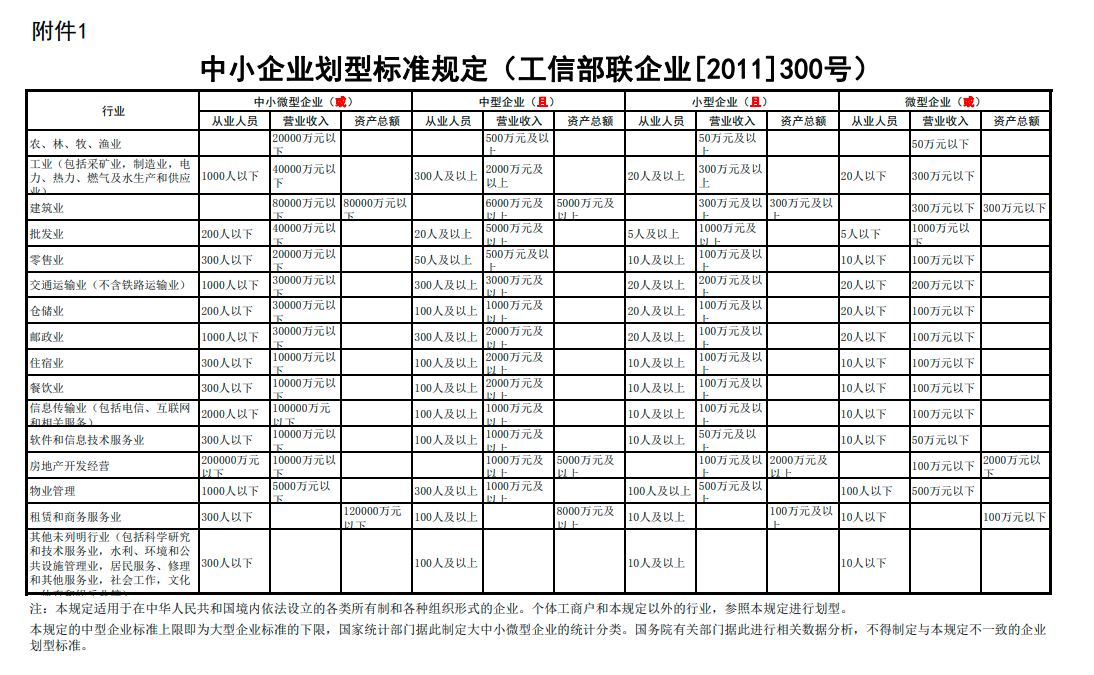 附件1
中小企业划型标准规定（工信部联企业[2011]300号）
行业 中小微型企业（或） 中型企业（且） 小型企业（且） 微型企业（或）
从业人员 营业收入 资产总额 从业人员 营业收入 资产总额 从业人员 营业收入 资产总额 从业人员 营业收入 资产总额
农、林、牧、渔业 20000万元以下 500万元及以上 50万元及以上 50万元以下
工业（包括采矿业，制造业，电力、热力、燃气及水生产和供应业） 1000人以下 40000万元以下 300人及以上 2000万元及以上 20人及以上 300万元及以上 20人以下 300万元以下
建筑业 80000万元以下 80000万元以下 6000万元及以上 5000万元及以上 300万元及以上 300万元及以上 300万元以下 300万元以下
批发业 200人以下 40000万元以下 20人及以上 5000万元及以上 5人及以上 1000万元及以上 5人以下 1000万元以下
零售业 300人以下 20000万元以下 50人及以上 500万元及以上 10人及以上 100万元及以上 10人以下 100万元以下
交通运输业（不含铁路运输业） 1000人以下 30000万元以下 300人及以上 3000万元及以上 20人及以上 200万元及以上 20人以下 200万元以下
仓储业 200人以下 30000万元以下 100人及以上 1000万元及以上 20人及以上 100万元及以上 20人以下 100万元以下
邮政业 1000人以下 30000万元以下 300人及以上 2000万元及以上 20人及以上 100万元及以上 20人以下 100万元以下
住宿业 300人以下 10000万元以下 100人及以上 2000万元及以上 10人及以上 100万元及以上 10人以下 100万元以下
餐饮业 300人以下 10000万元以下 100人及以上 2000万元及以上 10人及以上 100万元及以上 10人以下 100万元以下
信息传输业（包括电信、互联网和相关服务） 2000人以下 100000万元以下 100人及以上 1000万元及以上 10人及以上 100万元及以上 10人以下 100万元以下
软件和信息技术服务业 300人以下 10000万元以下 100人及以上 1000万元及以上 10人及以上 50万元及以上 10人以下 50万元以下
房地产开发经营 200000万元以下 10000万元以下 1000万元及以上 5000万元及以上 100万元及以上 2000万元及以上 100万元以下 2000万元以下
物业管理 1000人以下 5000万元以下 300人及以上 1000万元及以上 100人及以上 500万元及以上 100人以下 500万元以下
租赁和商务服务业 300人以下 120000万元以下 100人及以上 8000万元及以上 10人及以上 100万元及以上 10人以下 100万元以下
其他未列明行业（包括科学研究和技术服务业，水利、环境和公共设施管理业，居民服务、修理和其他服务业，社会工作，文化 300人以下 100人及以上 10人及以上 10人以下
注：本规定适用于在中华人民共和国境内依法设立的各类所有制和各种组织形式的企业。个体工商户和本规定以外的行业，参照本规定进行划型。
本规定的中型企业标准上限即为大型企业标准的下限，国家统计部门据此制定大中小微型企业的统计分类。国务院有关部门据此进行相关数据分析，不得制定与本规定不一致的企业
划型标准。